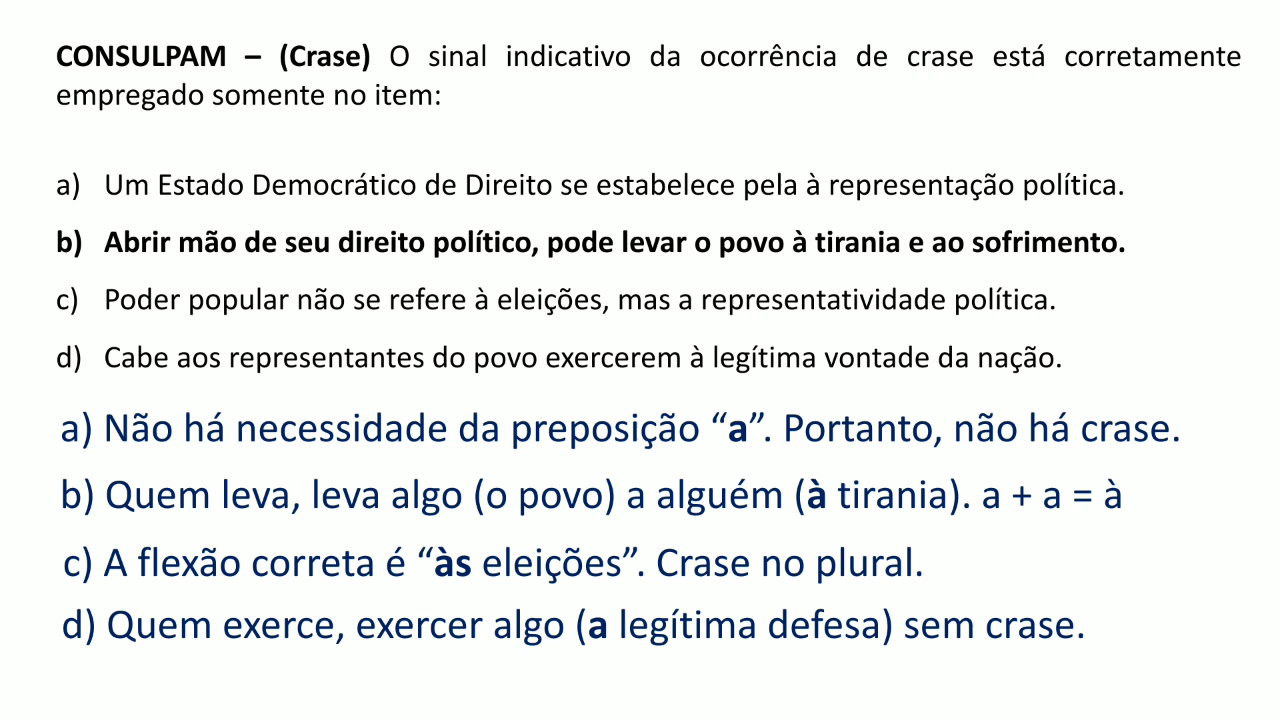 CONSULPAM – (Crase) O sinal indicativo da ocorrência de crase está corretamente
empregado somente no item:
a) Um Estado Democrático de Direito se estabelece pela à representação política.
b) Abrir mão de seu direito político, pode levar o povo à tirania e ao sofrimento.
c) Poder popular não se refere à eleições, mas a representatividade política.
d) Cabe aos representantes do povo exercerem à legítima vontade da nação.
a) Não há necessidade da preposição “a”. Portanto, não há crase.
b) Quem leva, leva algo (o povo) a alguém (à tirania). a + a = à
c) A flexão correta é “às eleições”. Crase no plural.
d) Quem exerce, exercer algo (a legítima defesa) sem crase.